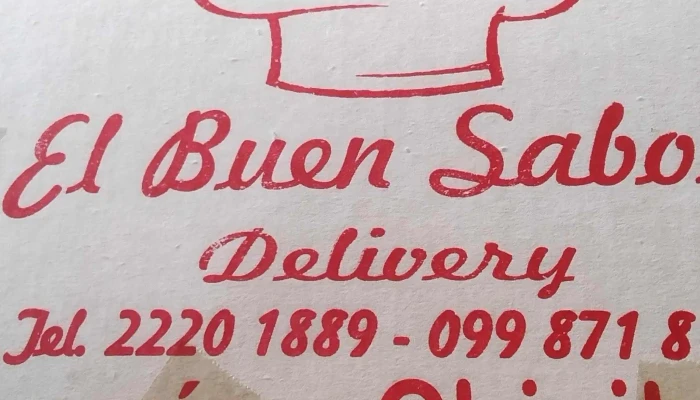 El Buen Sabo
Delivery
Tel. 2220 1889 - 099 871 8